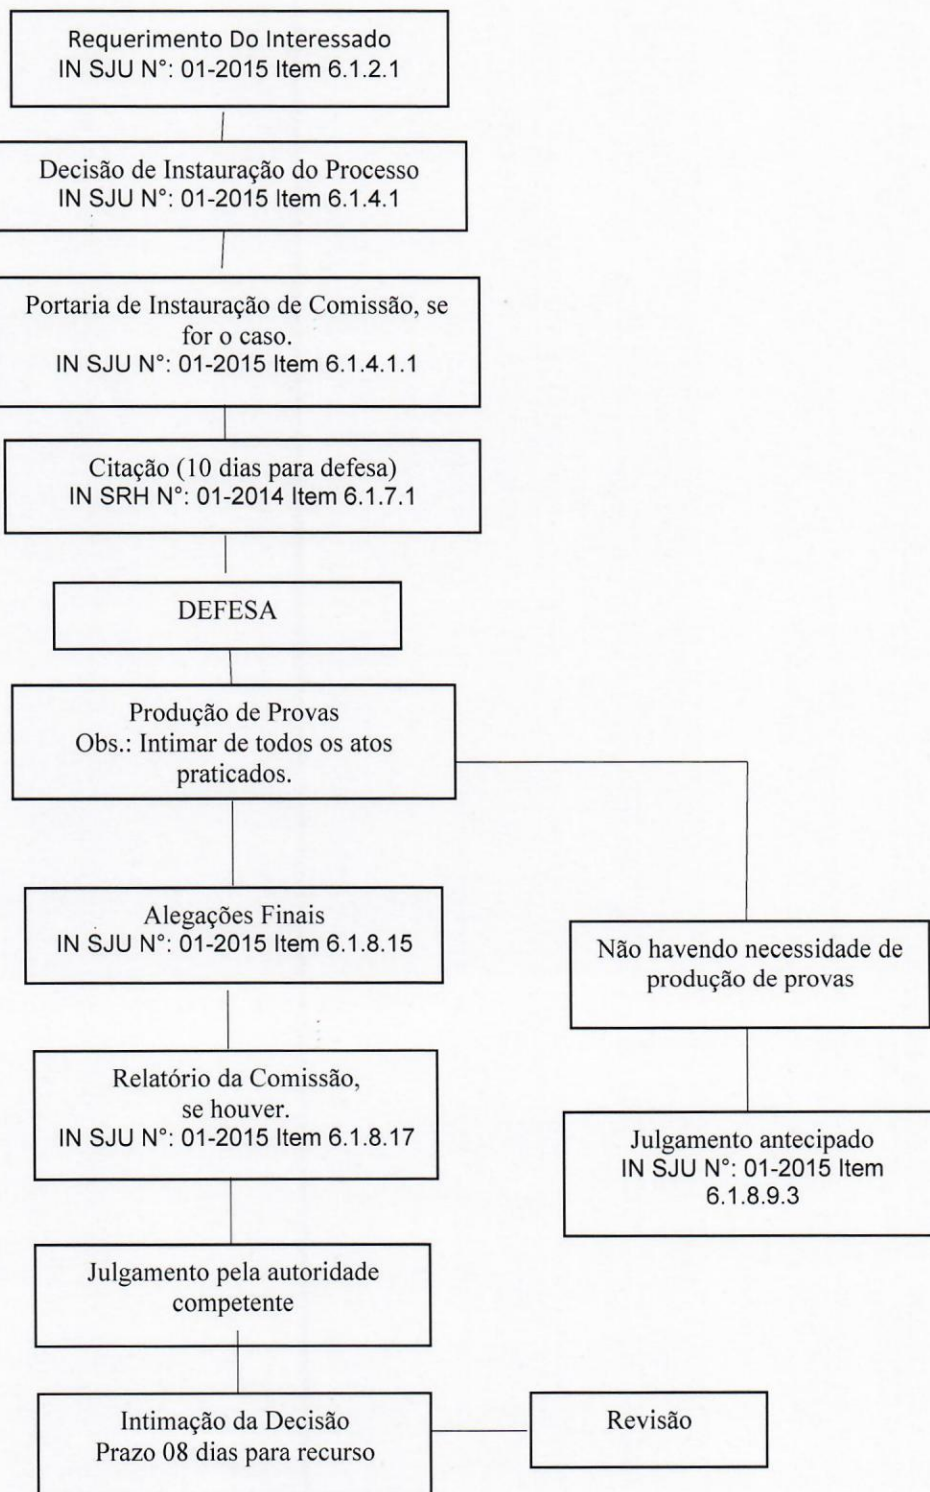 Requerimento Do Interessado
IN SJU N°: 01-2015 Item 6.1.2.1
Decisão de Instauração do Processo
IN SJU N°: 01-2015 Item 6.1.4.1
Portaria de Instauração de Comissão, se
for o caso.
IN SJU N°: 01-2015 Item 6.1.4.1.1
Citação (10 dias para defesa)
IN SRH N°: 01-2014 Item 6.1.7.1
DEFESA
Produção de Provas
Obs.: Intimar de todos os atos
praticados.
Alegações Finais
IN SJU N°: 01-2015 Item 6.1.8.15
Não havendo necessidade de
produção de provas
Relatório da Comissão,
se houver.
IN SJU N°: 01-2015 Item 6.1.8.17
Julgamento antecipado
IN SJU N°: 01-2015 Item
6.1.8.9.3
Julgamento pela autoridade
competente
Intimação da Decisão
Prazo 08 dias para recurso
Revisão